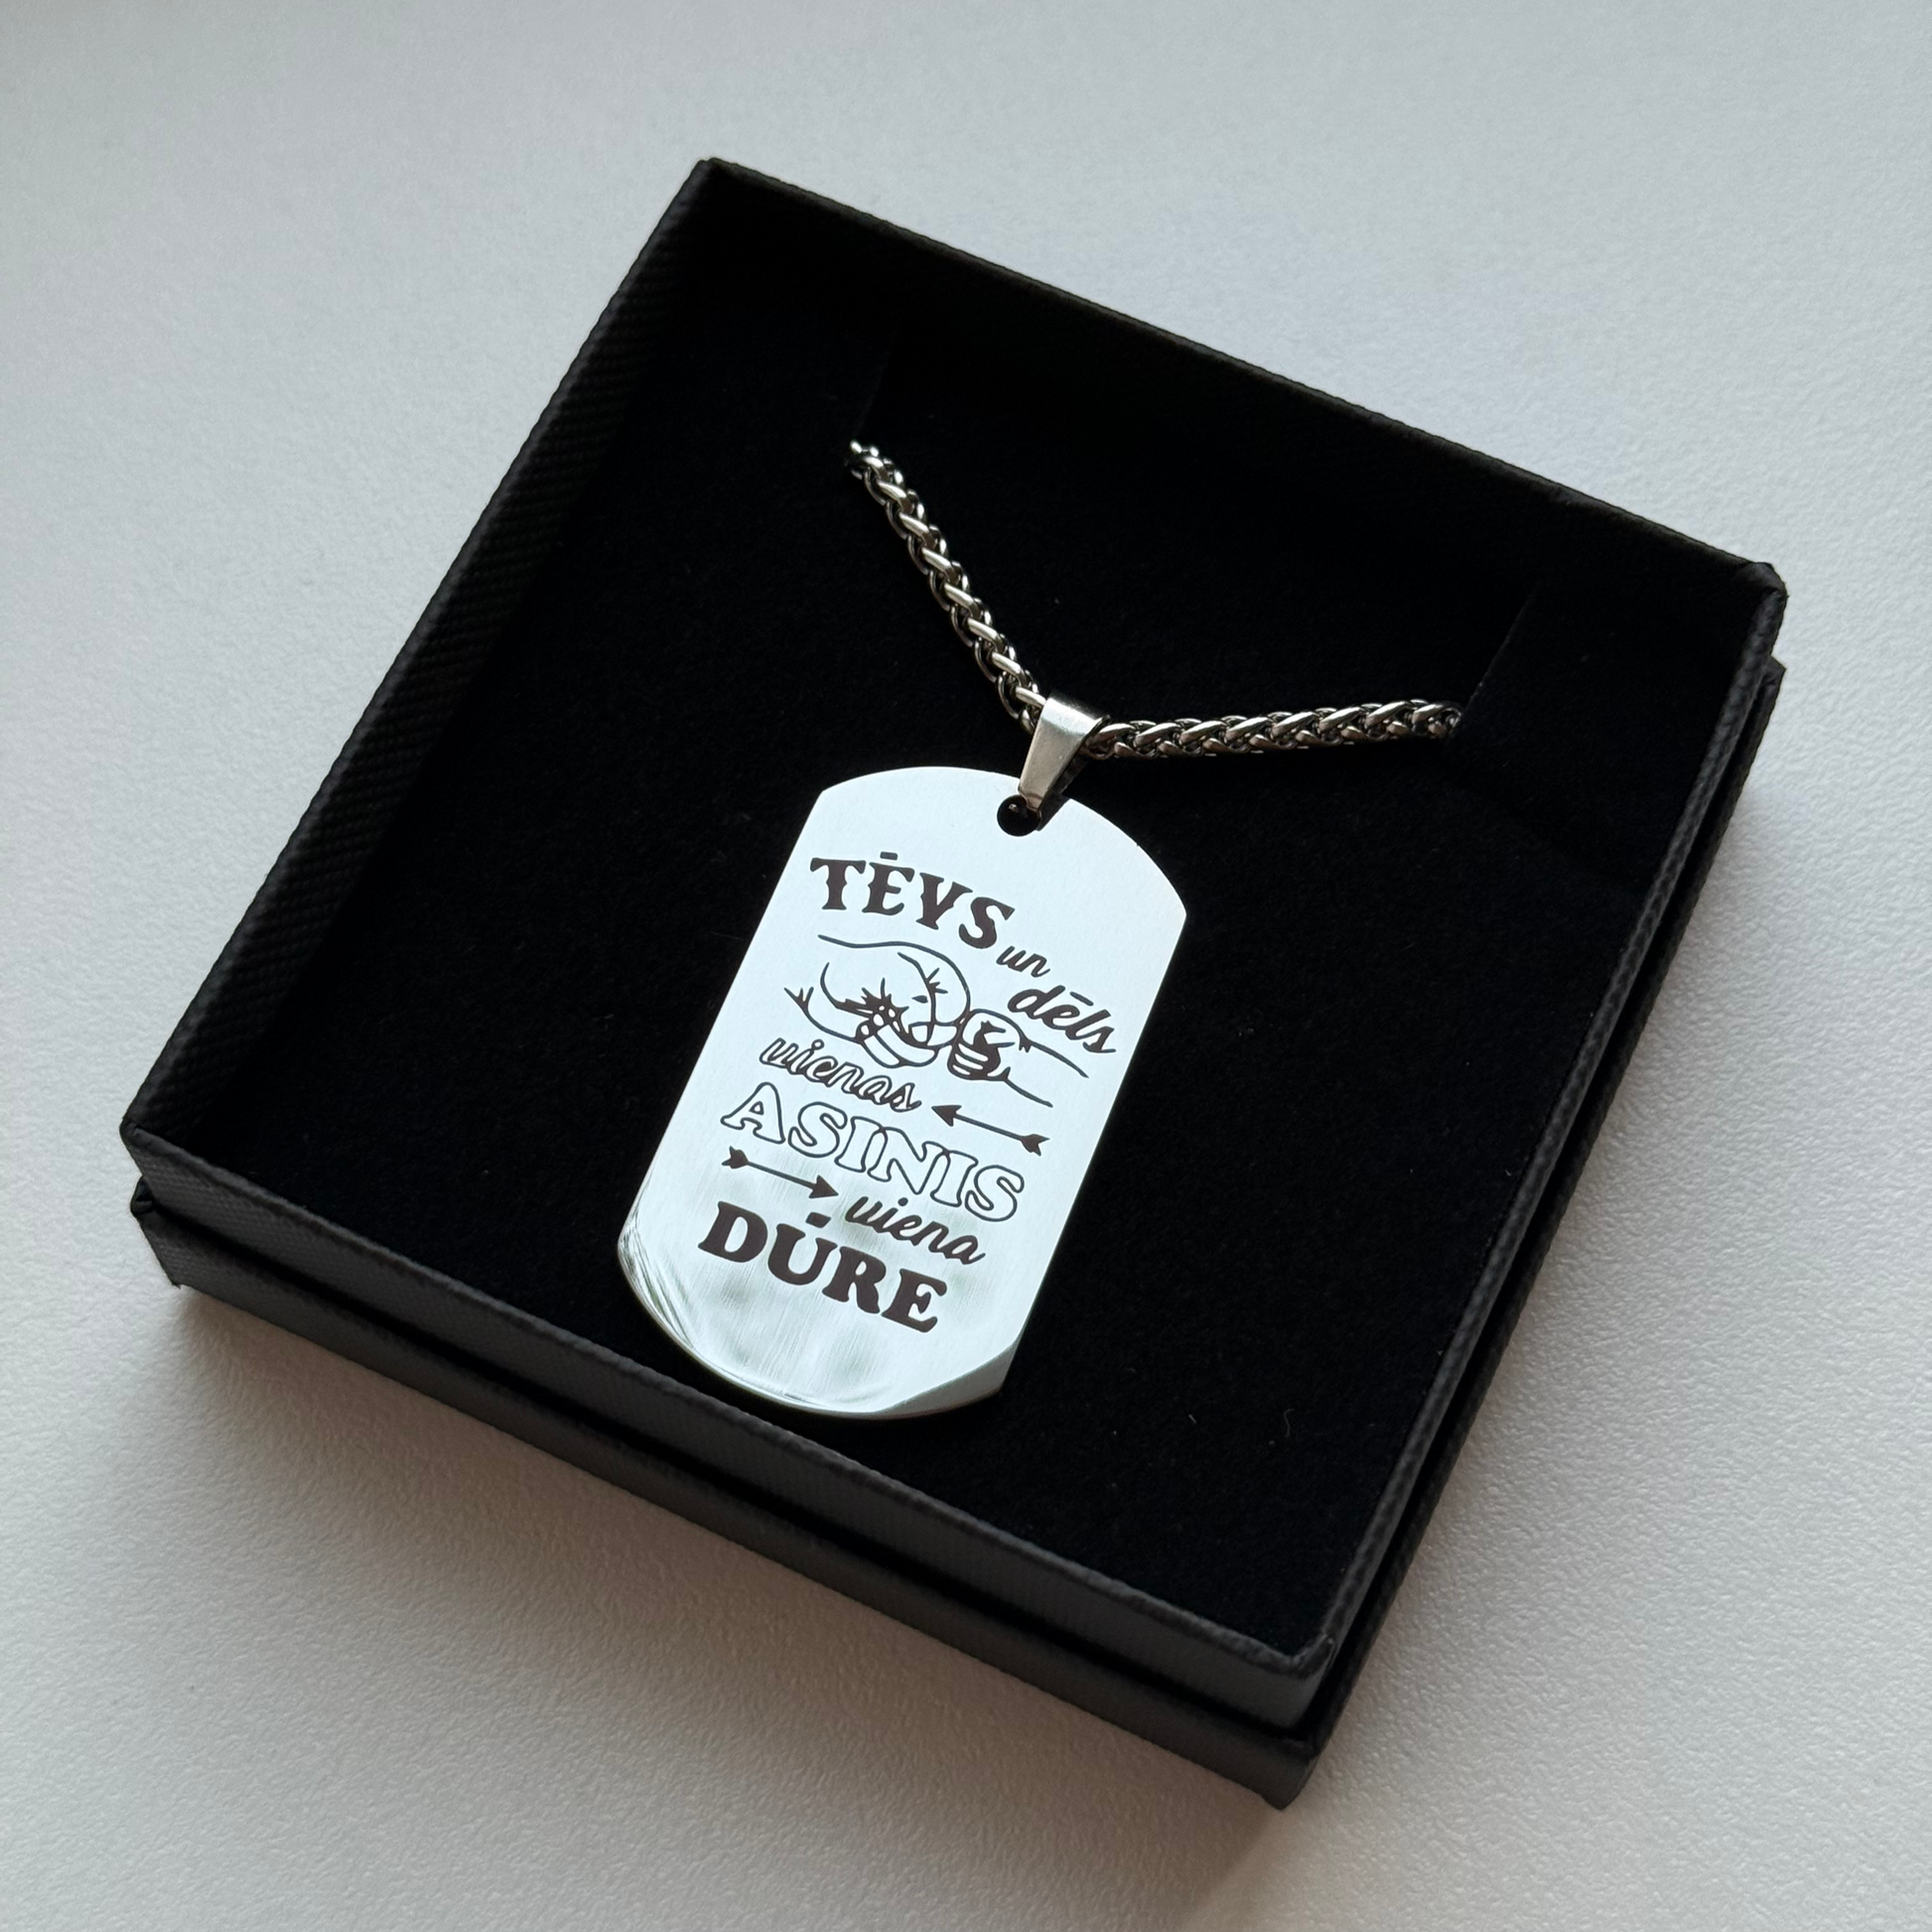 TĒVS un
dēls
vienas
ASINIS
viena
DŪRE